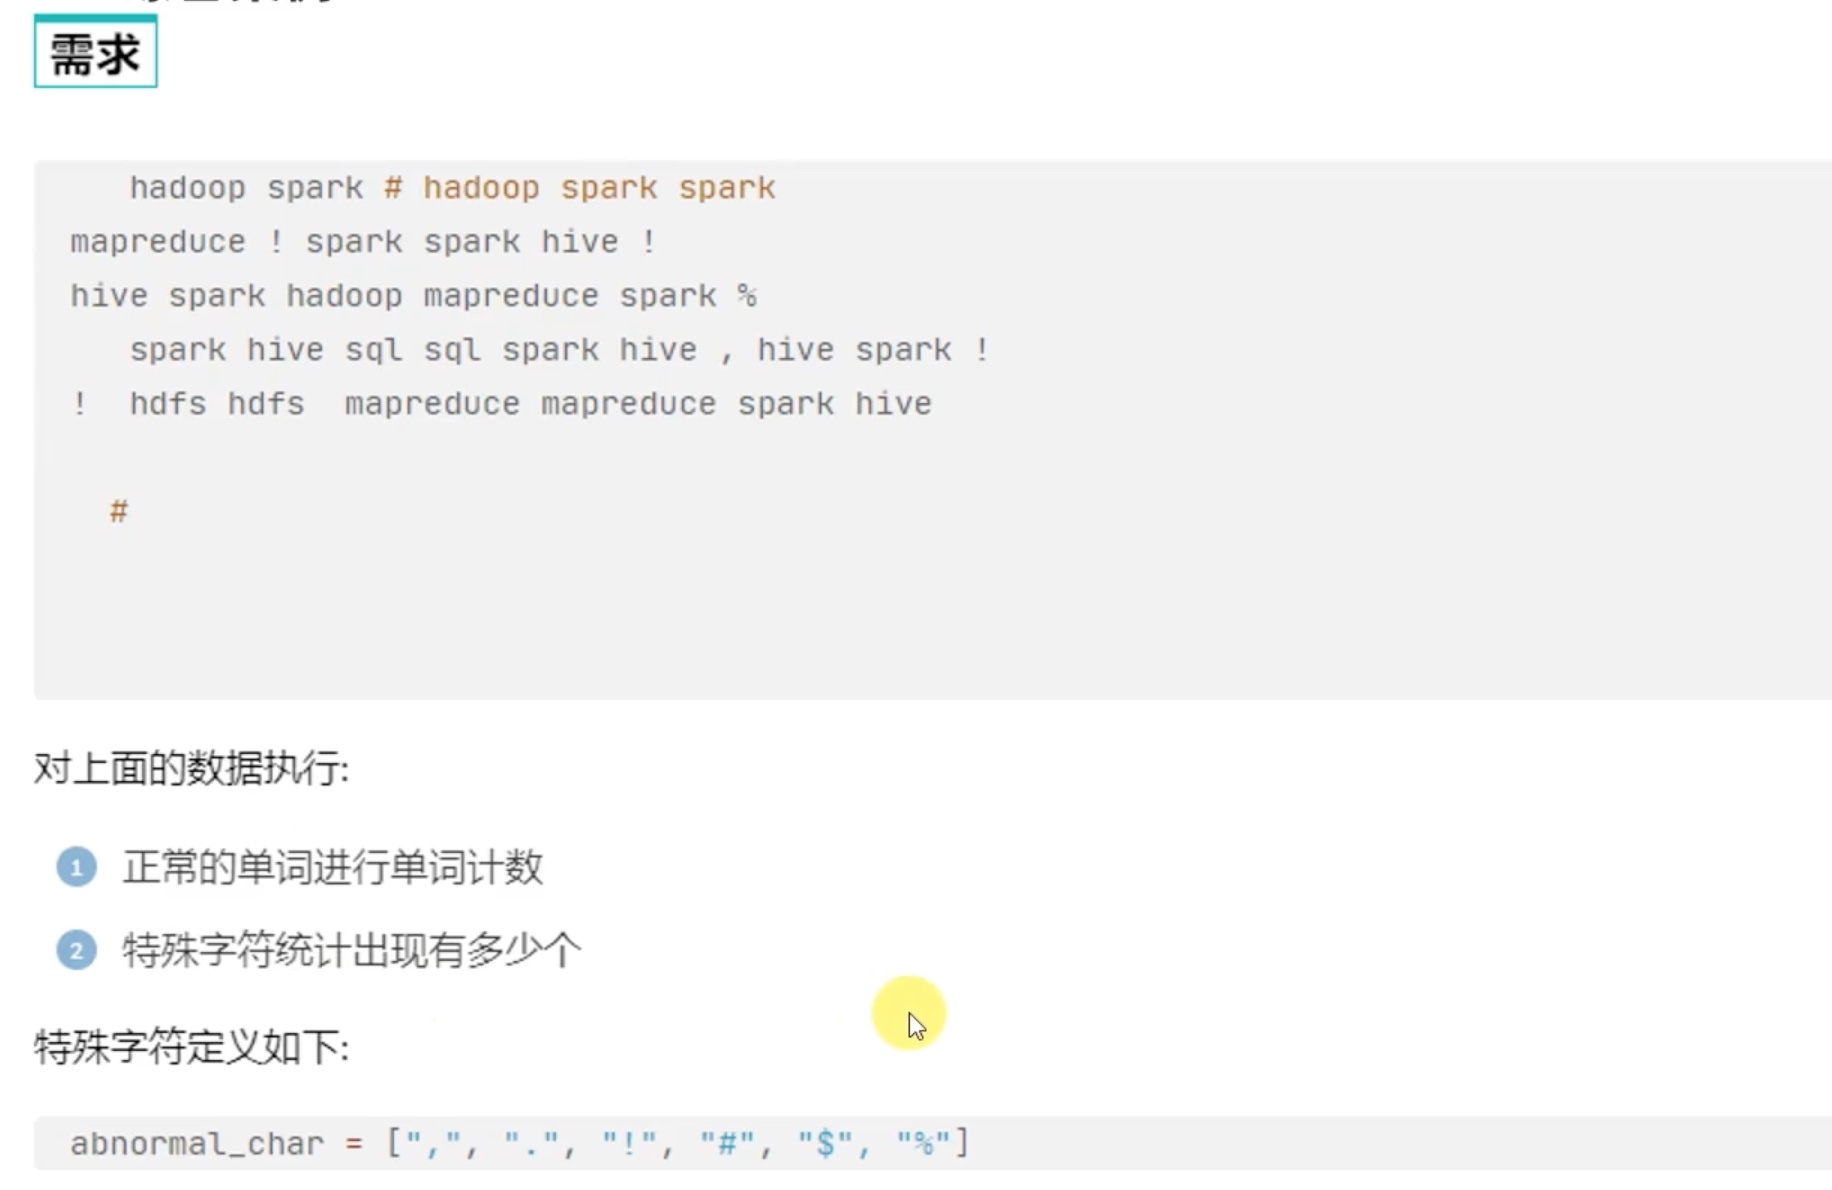 需求
hadoop spark # hadoop spark spark
mapreduce ! spark spark hive !
hive spark hadoop mapreduce spark %
spark hive sql sql spark hive , hive spark !
!  hdfs hdfs  mapreduce mapreduce spark hive
#
对上面的数据执行:
1 正常的单词进行单词计数
2 特殊字符统计出现有多少个
特殊字符定义如下:
abnormal_char = [",", ".", "!", "#", "$", "%"]